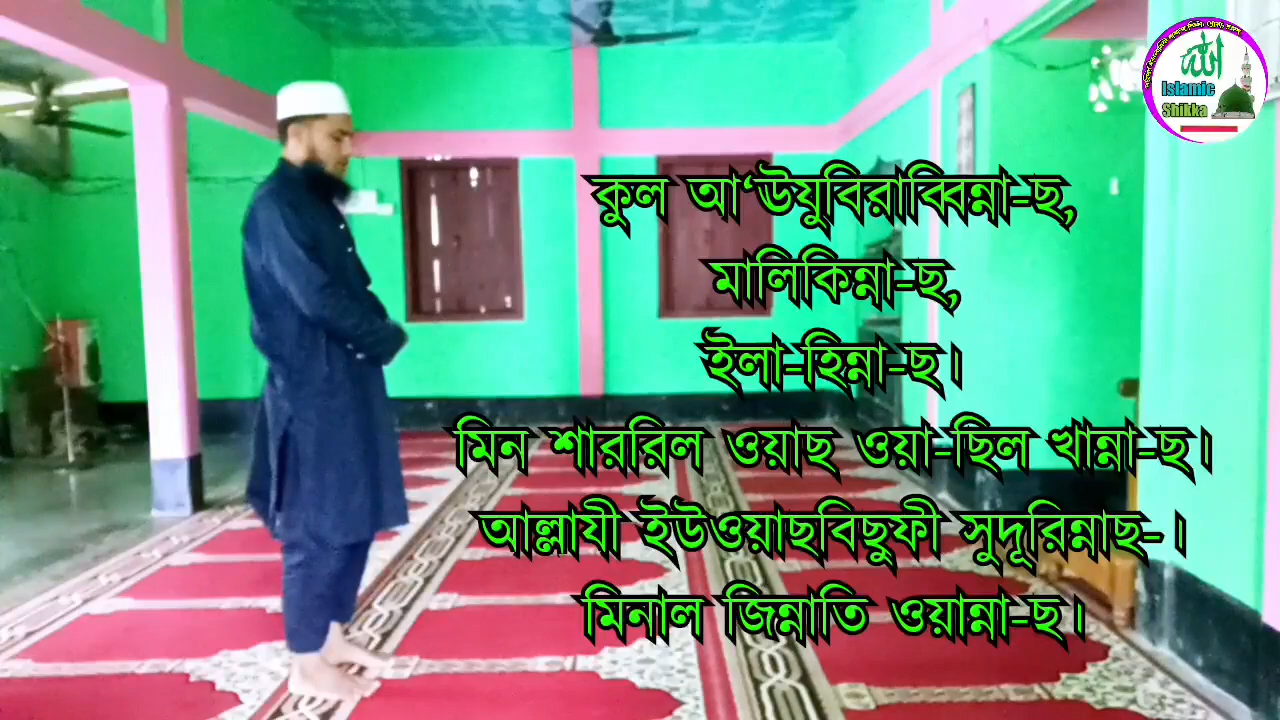 Islamic
Shikka
কুল আ‘ঊযুবিরাব্বিন্না-ছ,
মালিকিন্না-ছ,
ইলা-হিন্না-ছ।
মিন শাররিল ওয়াছ ওয়া-ছিল খান্না-ছ।
আল্লাযী ইউওয়াছবিছুফী সুদূরিন্নাছ-।
মিনাল জিন্নাতি ওয়ান্না-ছ।